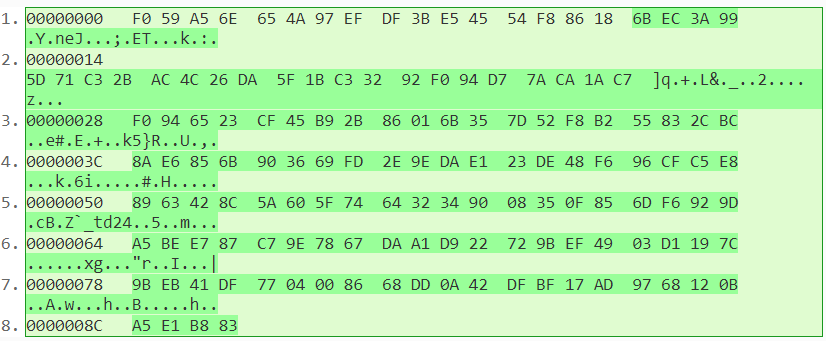 1. 00000000 F0 59 A5 6E 65 4A 97 EF DF 3B E5 45 54 F8 86 18 6B EC 3A 99
.Y.neJ...;.ET...k.:.
2. 00000014
5D 71 C3 2B AC 4C 26 DA 5F 1B C3 32 92 F0 94 D7 7A CA 1A C7 ]q.+.L&._..2....
z...
3. 00000028 F0 94 65 23 CF 45 B9 2B 86 01 6B 35 7D 52 F8 B2 55 83 2C BC
..e#.E.+..k5}R..U.,.
4. 0000003C 8A E6 85 6B 90 36 69 FD 2E 9E DA E1 23 DE 48 F6 96 CF C5 E8
...k.6i.....#.H.....
5. 00000050 89 63 42 8C 5A 60 5F 74 64 32 34 90 08 35 0F 85 6D F6 92 9D
.cB.Z`_td24..5..m...
6. 00000064 A5 BE E7 87 C7 9E 78 67 DA A1 D9 22 72 9B EF 49 03 D1 19 7C
......xg..."r..I...|
7. 00000078 9B EB 41 DF 77 04 00 86 68 DD 0A 42 DF BF 17 AD 97 68 12 0B
..A.w...h..B.....h..
8. 0000008C A5 E1 B8 83